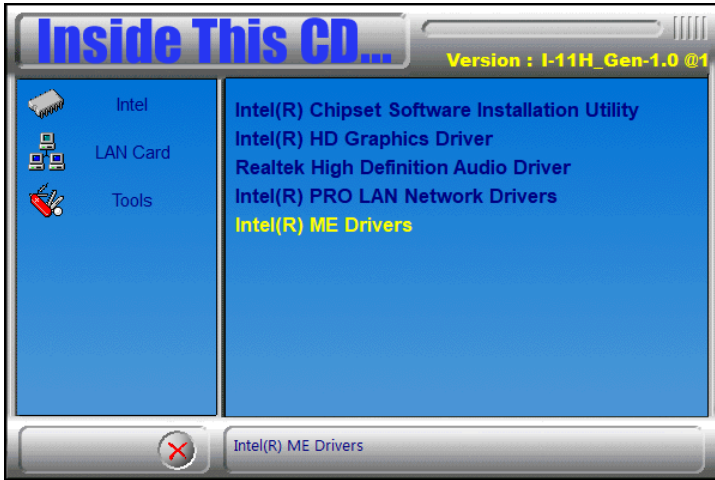 Inside This CD...
Version : I-11H_Gen-1.0 @1
Intel
LAN Card
Tools
Intel(R) Chipset Software Installation Utility
Intel(R) HD Graphics Driver
Realtek High Definition Audio Driver
Intel(R) PRO LAN Network Drivers
Intel(R) ME Drivers
Intel(R) ME Drivers